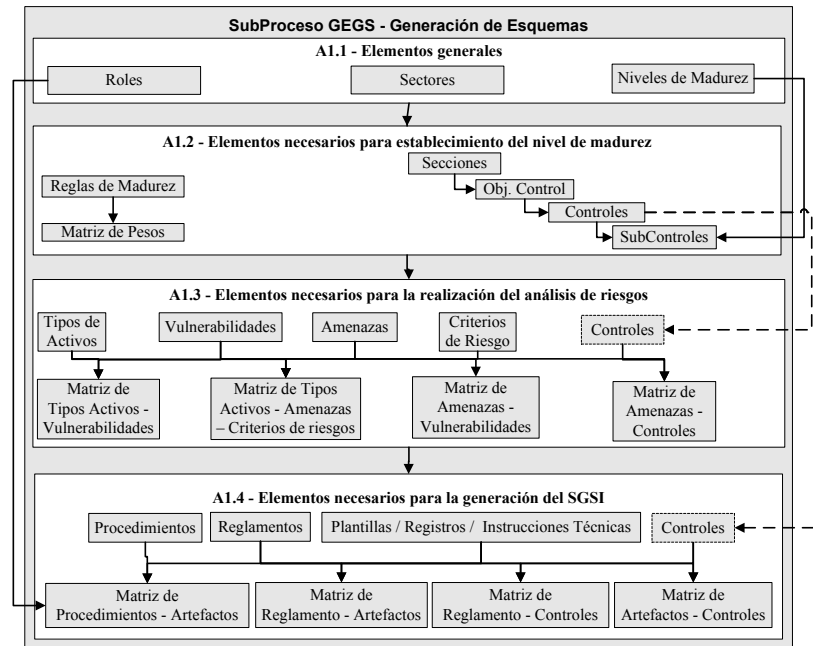 SubProceso GEGS - Generación de Esquemas
A1.1 - Elementos generales
Roles
Sectores
Niveles de Madurez
A1.2 - Elementos necesarios para establecimiento del nivel de madurez
Secciones
Reglas de Madurez
Obj. Control
Controles
Matriz de Pesos
SubControles
A1.3 - Elementos necesarios para la realización del análisis de riesgos
Tipos de
Activos
Vulnerabilidades
Amenazas
Criterios
de Riesgo
Controles
Matriz de
Tipos Activos -
Vulnerabilidades
Matriz de Tipos
Activos - Amenazas
– Criterios de riesgos
Matriz de
Amenazas -
Vulnerabilidades
Matriz de
Amenazas -
Controles
A1.4 - Elementos necesarios para la generación del SGSI
Procedimientos
Reglamentos
Plantillas / Registros / Instrucciones Técnicas
Controles
Matriz de
Procedimientos - Artefactos
Matriz de
Reglamento - Artefactos
Matriz de
Reglamento - Controles
Matriz de
Artefactos - Controles